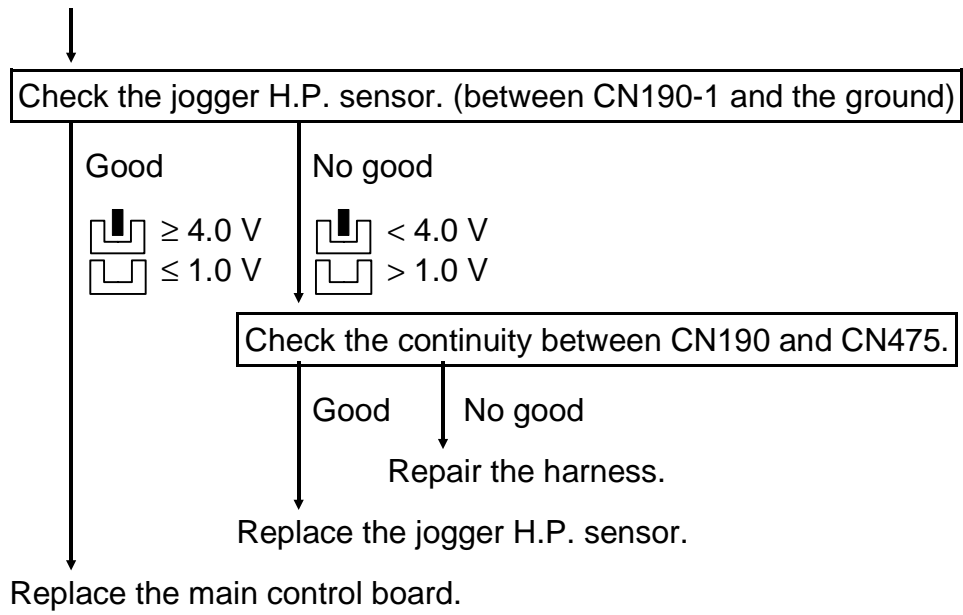 Check the jogger H.P. sensor. (between CN190-1 and the ground)
Good No good
≥ 4.0 V < 4.0 V
≤ 1.0 V > 1.0 V
Check the continuity between CN190 and CN475.
Good No good
Repair the harness.
Replace the jogger H.P. sensor.
Replace the main control board.